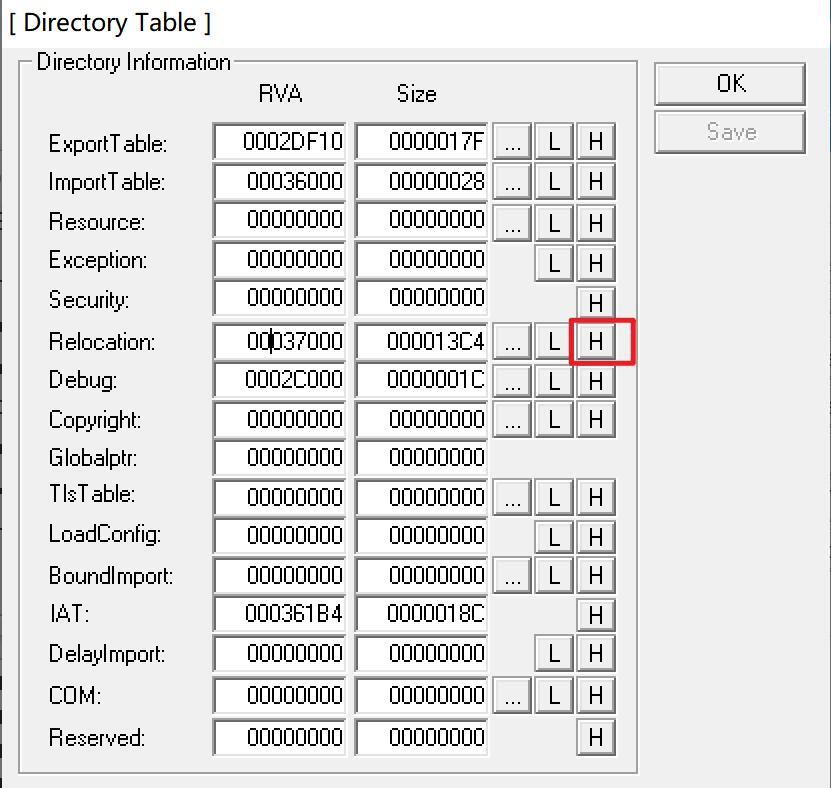 [ Directory Table ]
Directory Information
RVA Size
OK
Save
ExportTable: 0002DF10 0000017F ... L H
ImportTable: 00036000 00000028 ... L H
Resource: 00000000 00000000 ... L H
Exception: 00000000 00000000 L H
Security: 00000000 00000000 H
Relocation: 00037000 000013C4 ... L H
Debug: 0002C000 0000001C ... L H
Copyright: 00000000 00000000 ... L H
Globalptr: 00000000 00000000
TlsTable: 00000000 00000000 ... L H
LoadConfig: 00000000 00000000 L H
BoundImport: 00000000 00000000 ... L H
IAT: 000361B4 0000018C H
DelayImport: 00000000 00000000 L H
COM: 00000000 00000000 ... L H
Reserved: 00000000 00000000 H